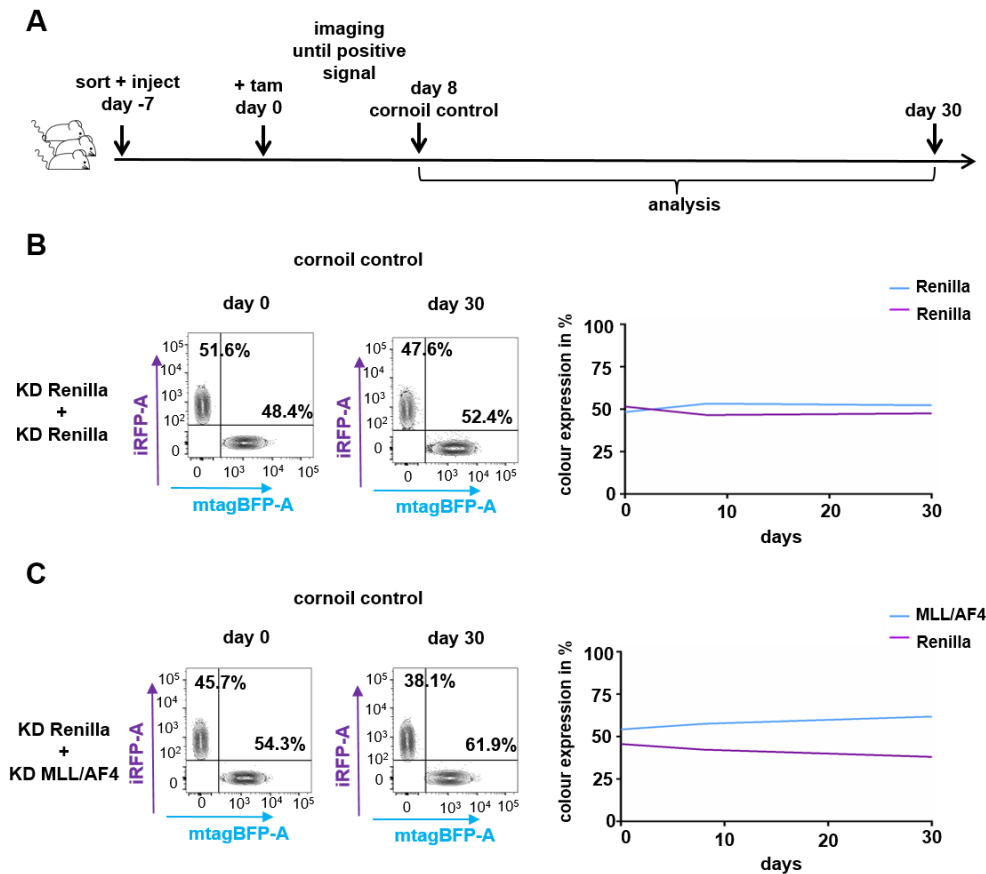 A
imaging
until positive
signal
sort + inject
day -7
+ tam
day 0
day 8
cornoil control
day 30
analysis
B
cornoil control
day 0
day 30
KD Renilla
+
KD Renilla
iRFP-A
10⁵
10⁴
10³
10²
0
51.6%
48.4%
0
10³
10⁴
10⁵
mtagBFP-A
iRFP-A
10⁵
10⁴
10³
10²
0
47.6%
52.4%
0
10³
10⁴
10⁵
mtagBFP-A
Renilla
Renilla
colour expression in %
100
75
50
25
0
0
10
20
30
days
C
cornoil control
day 0
day 30
KD Renilla
+
KD MLL/AF4
iRFP-A
10⁵
10⁴
10³
10²
0
45.7%
54.3%
0
10³
10⁴
10⁵
mtagBFP-A
iRFP-A
10⁵
10⁴
10³
10²
0
38.1%
61.9%
0
10³
10⁴
10⁵
mtagBFP-A
MLL/AF4
Renilla
colour expression in %
100
75
50
25
0
0
10
20
30
days